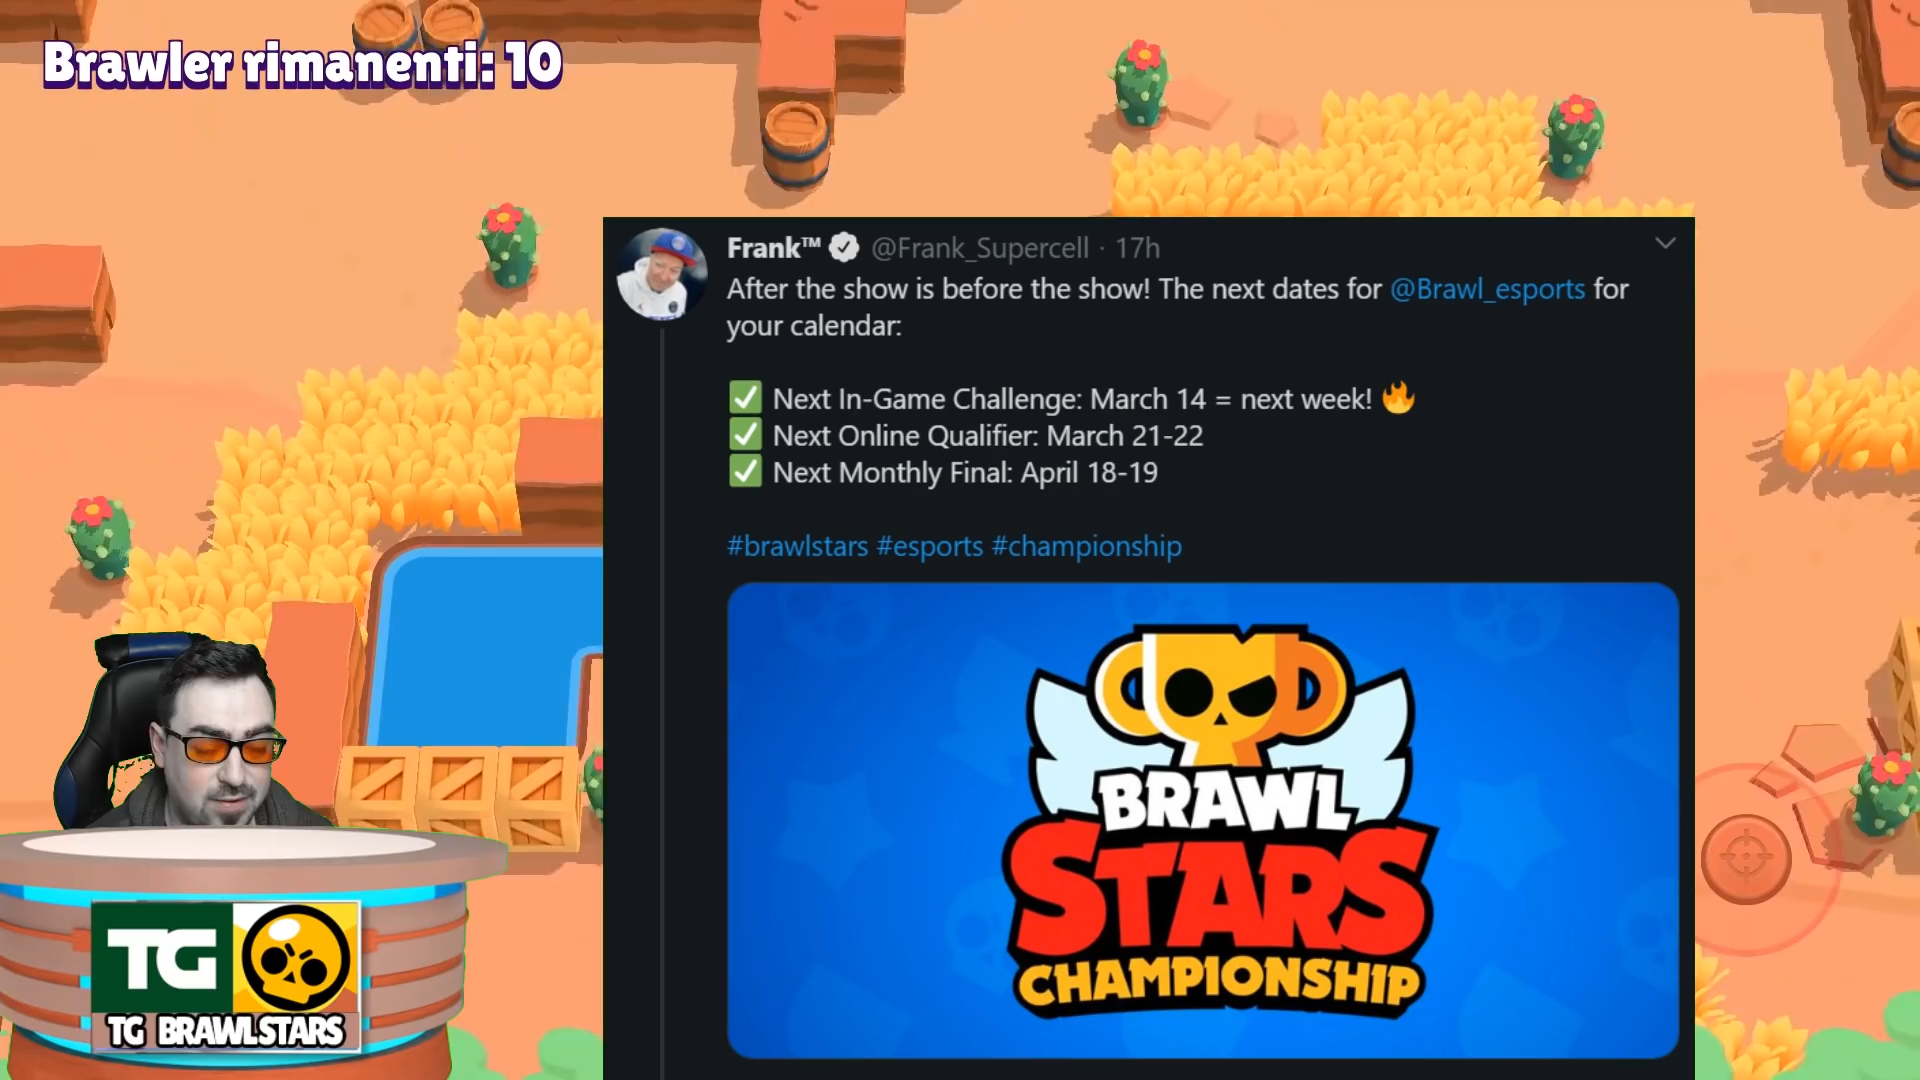 Brawler rimanenti: 10
Frank™ @Frank_Supercell · 17h
After the show is before the show! The next dates for @Brawl_esports for
your calendar:
✅ Next In-Game Challenge: March 14 = next week! 🔥
✅ Next Online Qualifier: March 21-22
✅ Next Monthly Final: April 18-19
#brawlstars #esports #championship
BRAWL
STARS
CHAMPIONSHIP
TG
TG BRAWLSTARS